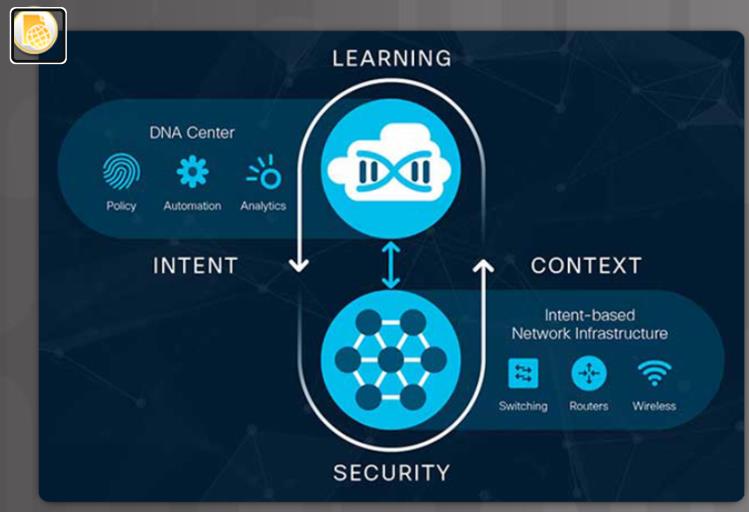 LEARNING
DNA Center
Policy
Automation
Analytics
INTENT
CONTEXT
Intent-based
Network Infrastructure
Switching
Routers
Wireless
SECURITY